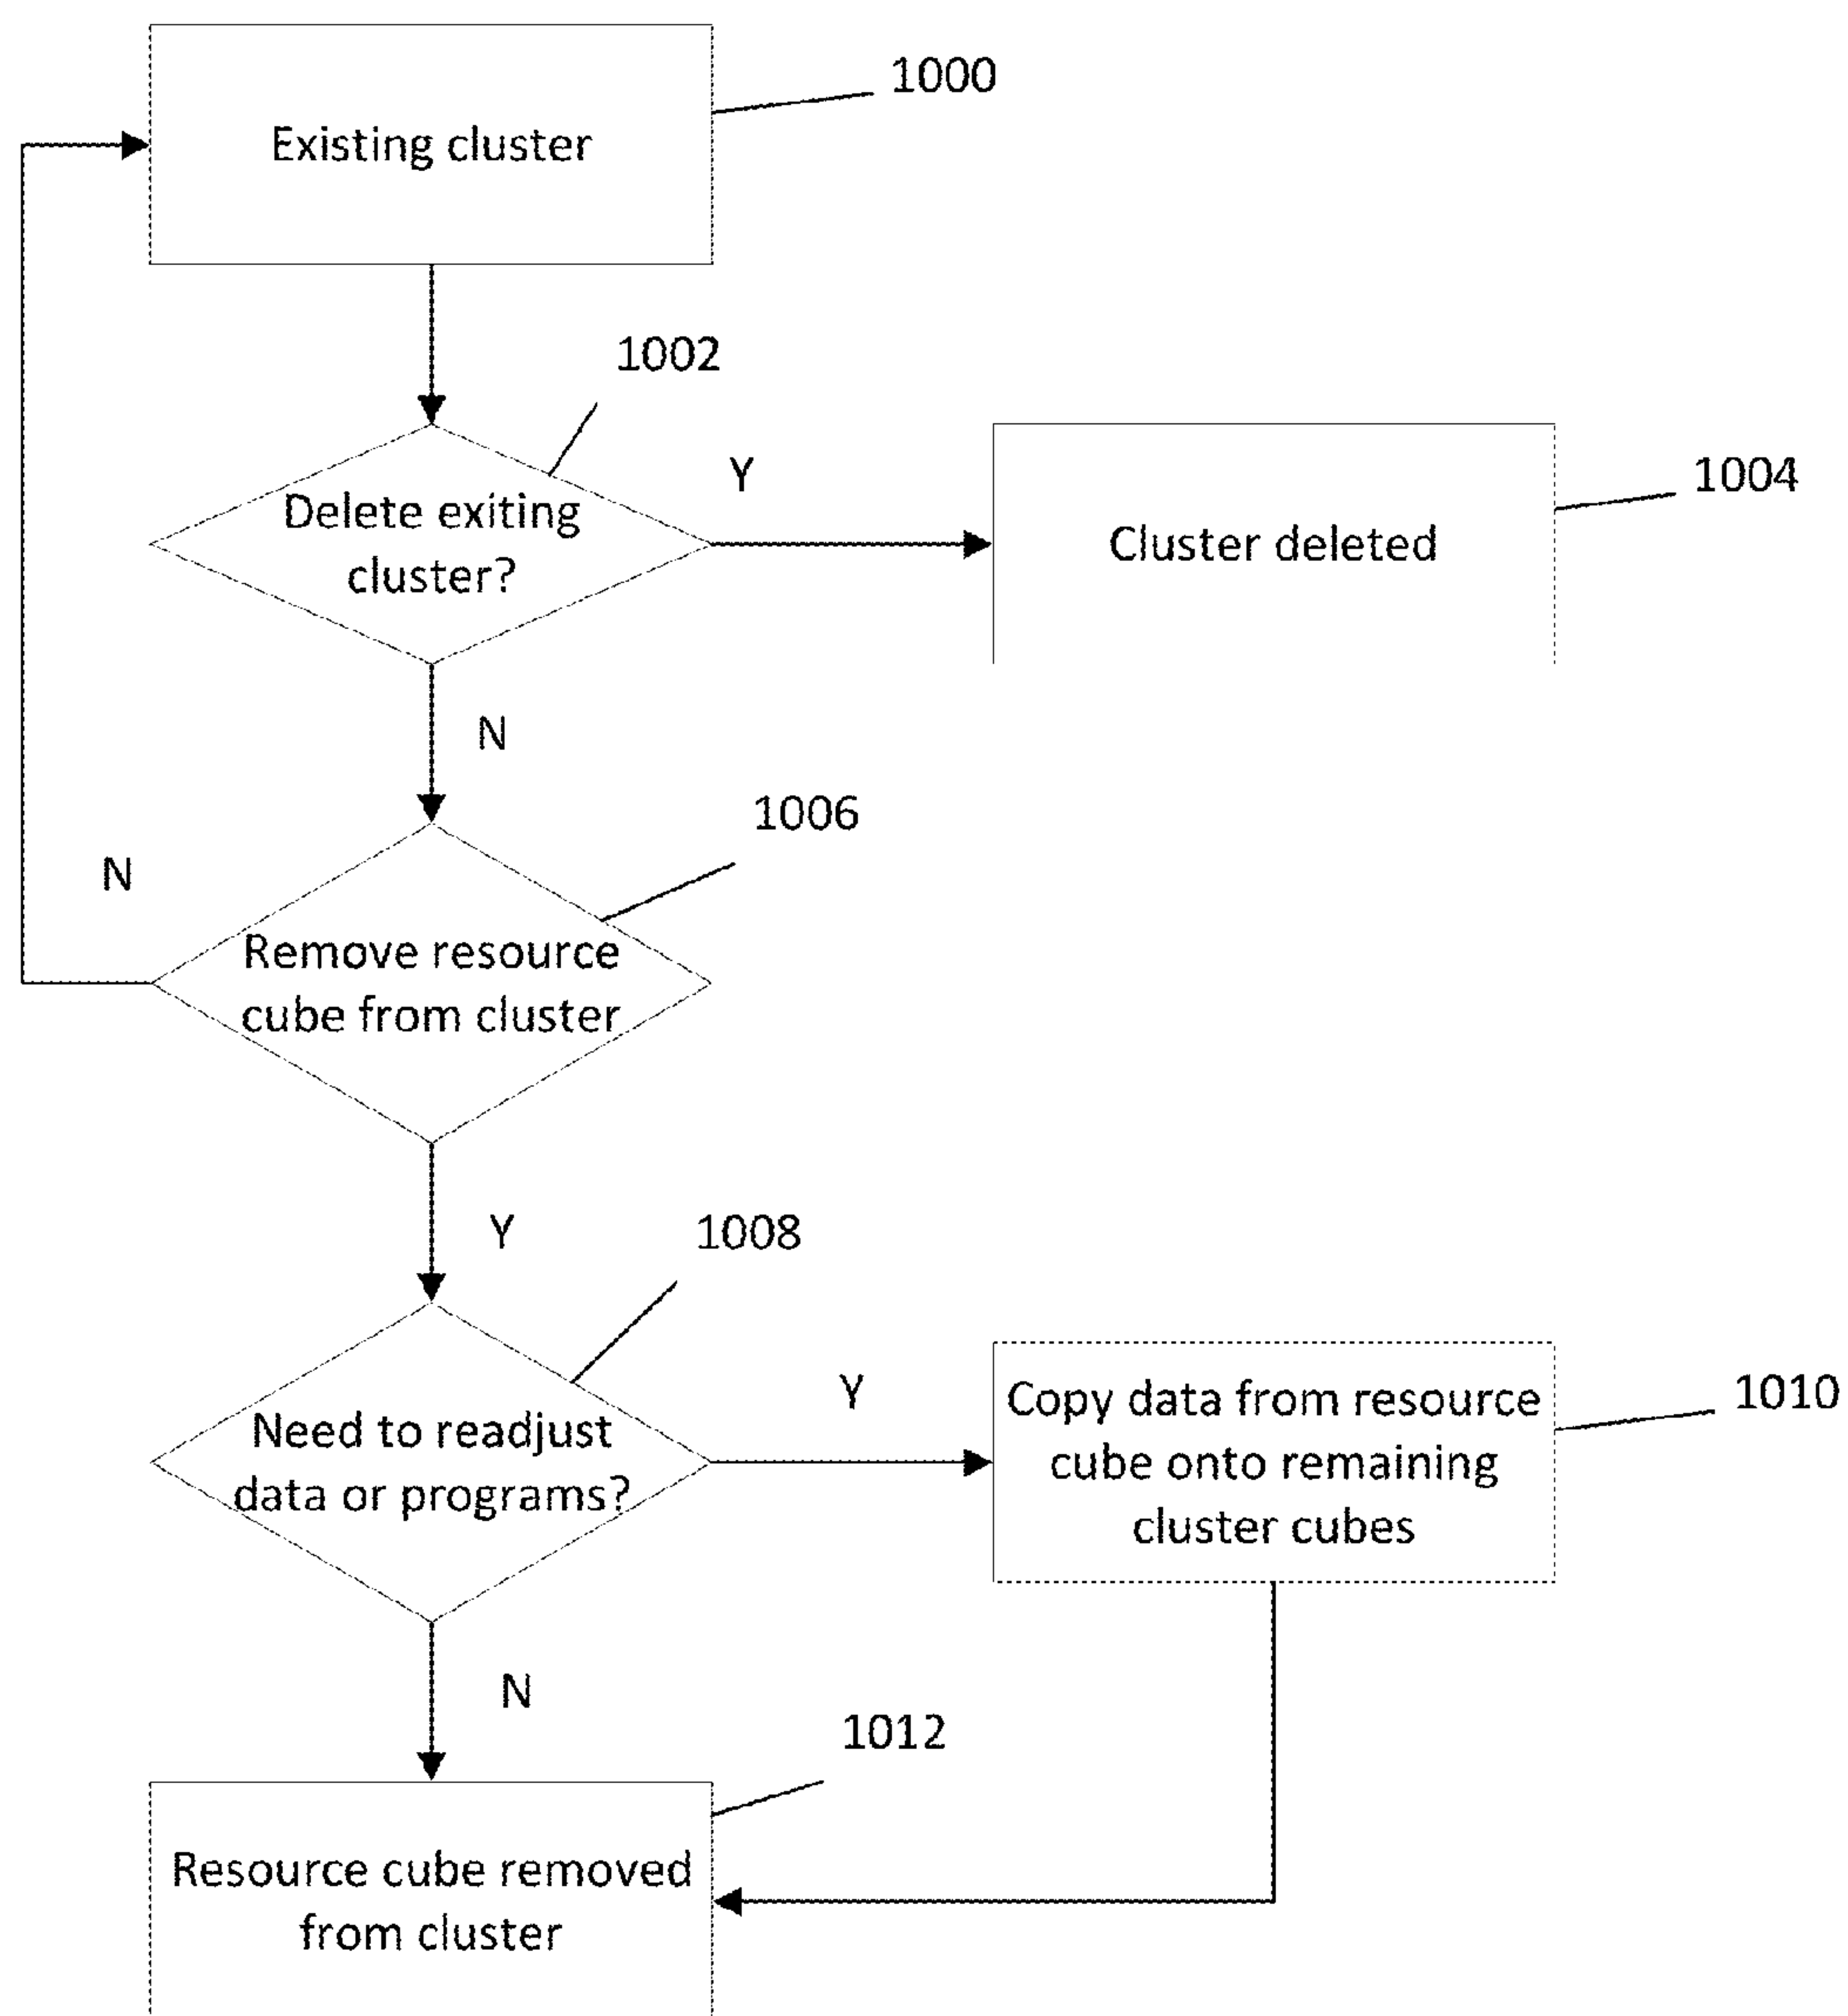 1000
Existing cluster
1002
Delete exiting
cluster?
Y
Cluster deleted
1004
N
1006
N
Remove resource
cube from cluster
Y
1008
Need to readjust
data or programs?
Y
Copy data from resource
cube onto remaining
cluster cubes
1010
N
1012
Resource cube removed
from cluster